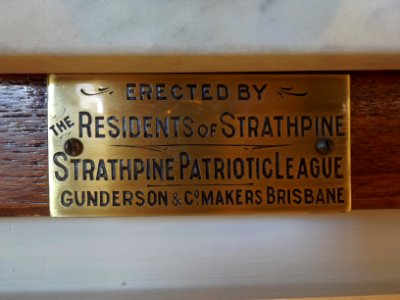 ERECTED BY
THE RESIDENTS OF STRATHPINE
STRATHPINE PATRIOTIC LEAGUE
GUNDERSON & Co MAKERS BRISBANE